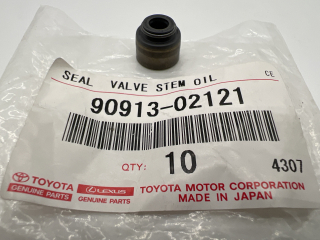 SEAL VALVE STEM OIL CE
90913-02121
QTY: 10 4307
TOYOTA LEXUS TOYOTA MOTOR CORPORATION
GENUINE PARTS GENUINE PARTS MADE IN JAPAN